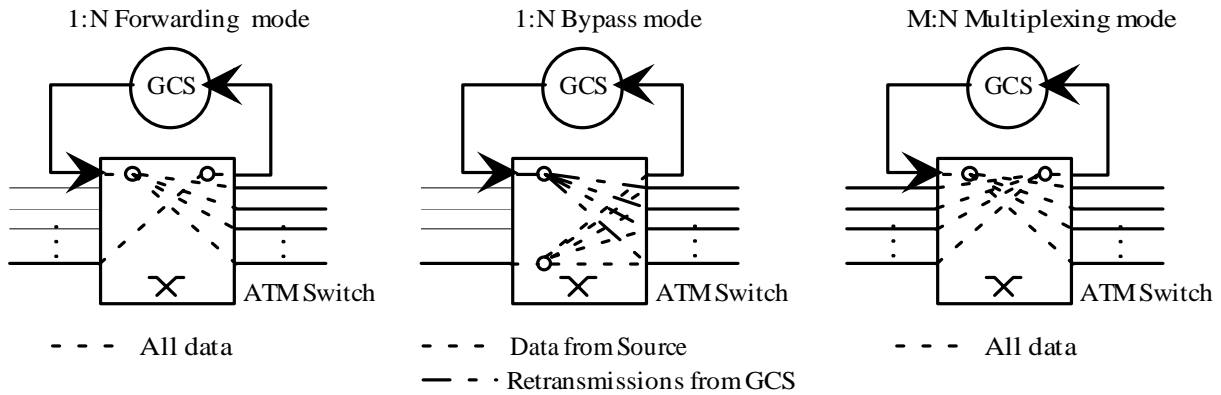 1:N Forwarding mode
1:N Bypass mode
M:N Multiplexing mode
GCS
GCS
GCS
ATM Switch
ATM Switch
ATM Switch
All data
Data from Source
All data
Retransmissions from GCS